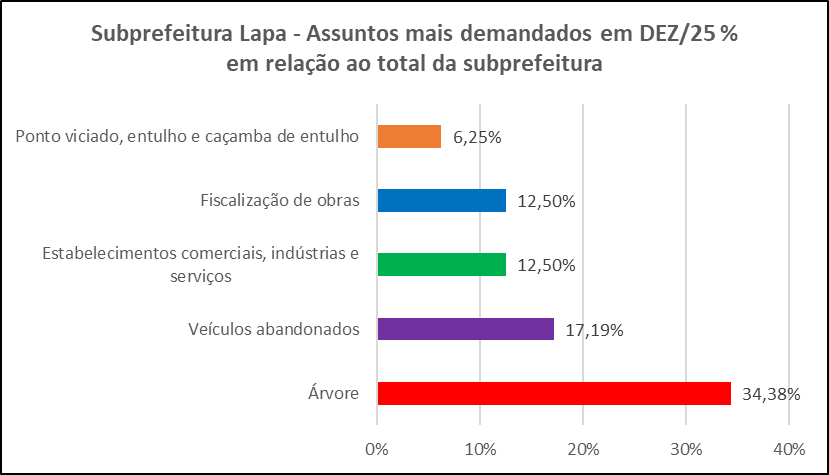 Subprefeitura Lapa - Assuntos mais demandados em DEZ/25 %
em relação ao total da subprefeitura
Ponto viciado, entulho e caçamba de entulho
6,25%
Fiscalização de obras
12,50%
Estabelecimentos comerciais, indústrias e
serviços
12,50%
Veículos abandonados
17,19%
Árvore
34,38%
0%
10%
20%
30%
40%